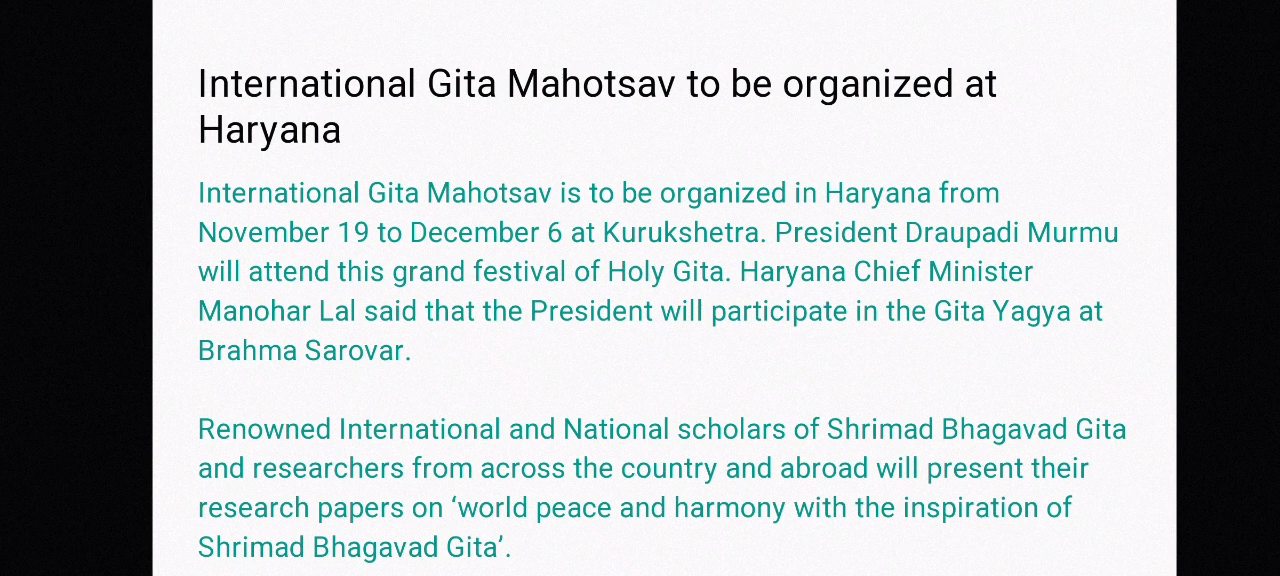 International Gita Mahotsav to be organized at
Haryana
International Gita Mahotsav is to be organized in Haryana from
November 19 to December 6 at Kurukshetra. President Draupadi Murmu
will attend this grand festival of Holy Gita. Haryana Chief Minister
Manohar Lal said that the President will participate in the Gita Yagya at
Brahma Sarovar.
Renowned International and National scholars of Shrimad Bhagavad Gita
and researchers from across the country and abroad will present their
research papers on ‘world peace and harmony with the inspiration of
Shrimad Bhagavad Gita’.